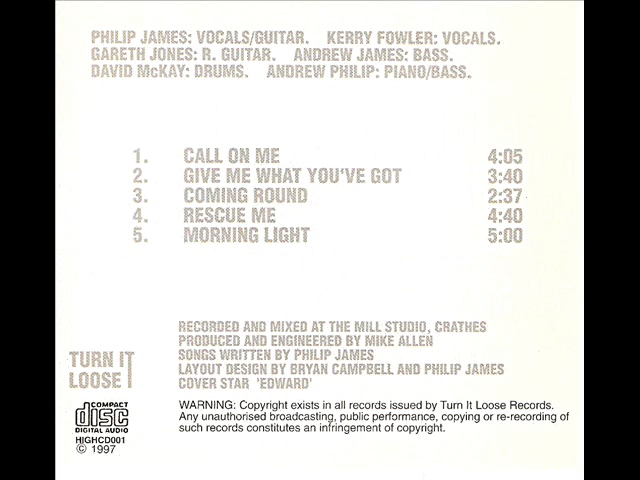 PHILIP JAMES: VOCALS/GUITAR. KERRY FOWLER: VOCALS.
GARETH JONES: R. GUITAR. ANDREW JAMES: BASS.
DAVID McKAY: DRUMS. ANDREW PHILIP: PIANO/BASS.
1. CALL ON ME 4:05
2. GIVE ME WHAT YOU'VE GOT 3:40
3. COMING ROUND 2:37
4. RESCUE ME 4:40
5. MORNING LIGHT 5:00
RECORDED AND MIXED AT THE MILL STUDIO, CRATHES
PRODUCED AND ENGINEERED BY MIKE ALLEN
SONGS WRITTEN BY PHILIP JAMES
LAYOUT DESIGN BY BRYAN CAMPBELL AND PHILIP JAMES
COVER STAR 'EDWARD'
TURN IT
LOOSE!
COMPACT
disc
DIGITAL AUDIO
HIGHCD001
© 1997
WARNING: Copyright exists in all records issued by Turn It Loose Records.
Any unauthorised broadcasting, public performance, copying or re-recording of
such records constitutes an infringement of copyright.